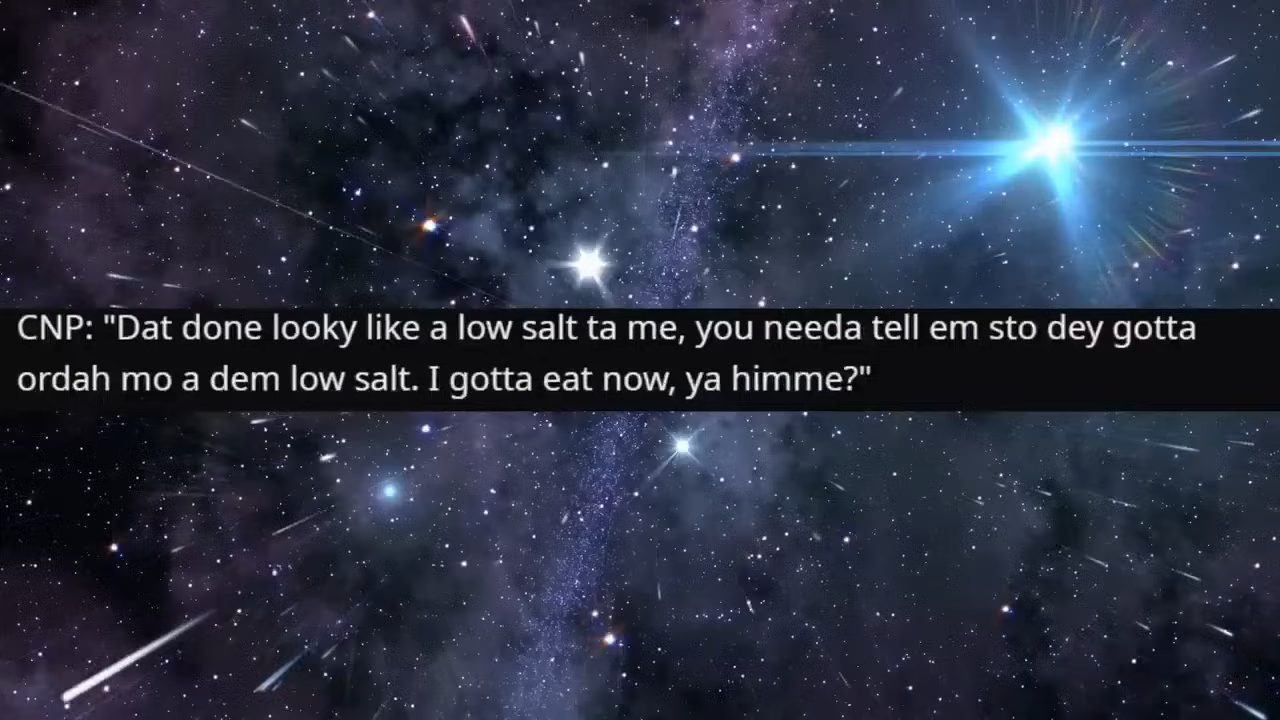 CNP: "Dat done looky like a low salt ta me, you needa tell em sto dey gotta
ordah mo a dem low salt. I gotta eat now, ya himme?"